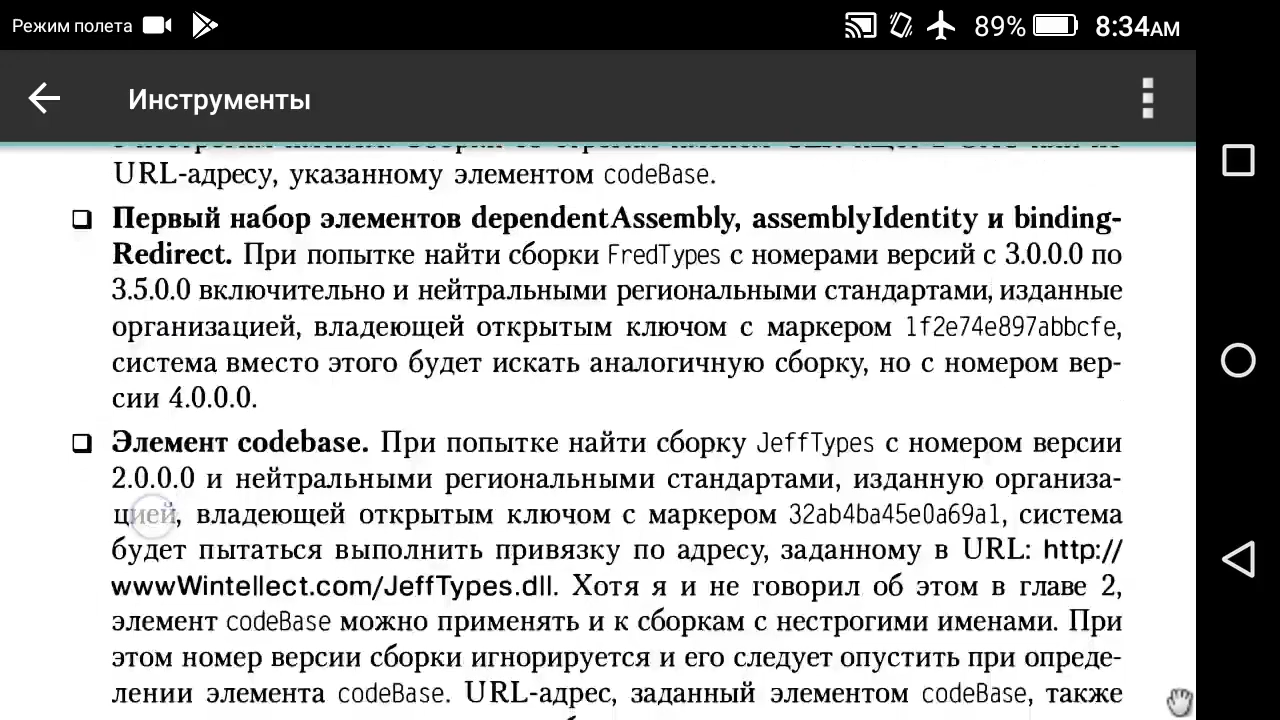 Режим полета
89% 8:34AM
Инструменты
URL-адресу, указанному элементом codeBase.
❑ Первый набор элементов dependentAssembly, assemblyIdentity и binding-
Redirect. При попытке найти сборки FredTypes с номерами версий с 3.0.0.0 по
3.5.0.0 включительно и нейтральными региональными стандартами, изданные
организацией, владеющей открытым ключом с маркером 1f2e74e897abbcfe,
система вместо этого будет искать аналогичную сборку, но с номером вер-
сии 4.0.0.0.
❑ Элемент codebase. При попытке найти сборку JeffTypes с номером версии
2.0.0.0 и нейтральными региональными стандартами, изданную организа-
цией, владеющей открытым ключом с маркером 32ab4ba45e0a69a1, система
будет пытаться выполнить привязку по адресу, заданному в URL: http://
wwwWintellect.com/JeffTypes.dll. Хотя я и не говорил об этом в главе 2,
элемент codeBase можно применять и к сборкам с нестрогими именами. При
этом номер версии сборки игнорируется и его следует опустить при опреде-
лении элемента codeBase. URL-адрес, заданный элементом codeBase, также